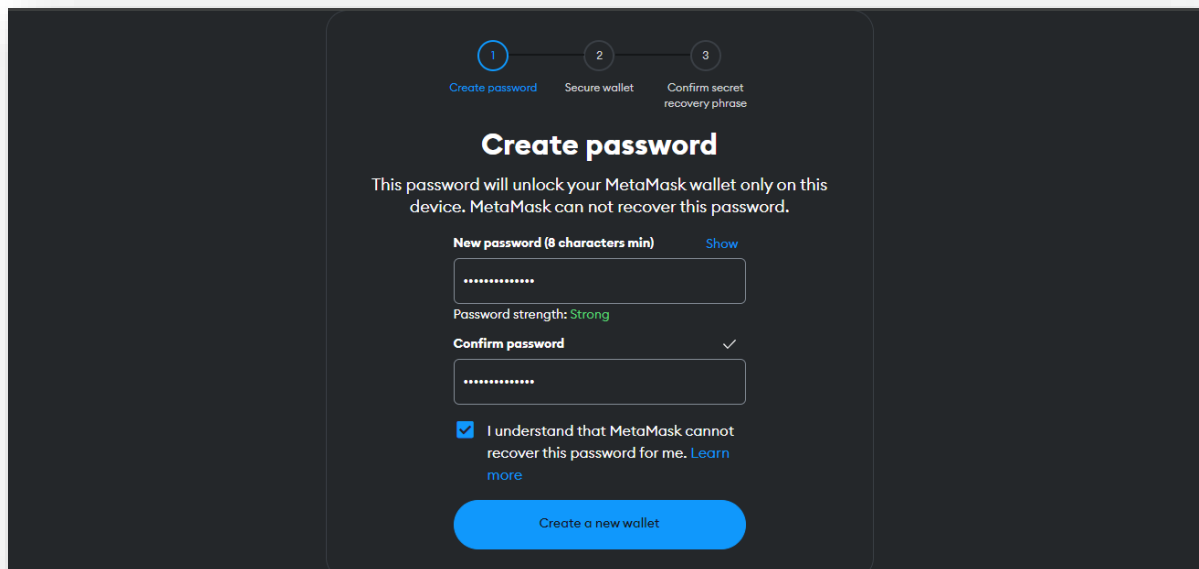 1
2
3
Create password
Secure wallet
Confirm secret
recovery phrase
Create password
This password will unlock your MetaMask wallet only on this
device. MetaMask can not recover this password.
New password (8 characters min)
Show
••••••••••••••
Password strength: Strong
Confirm password
••••••••••••••
I understand that MetaMask cannot
recover this password for me. Learn
more
Create a new wallet